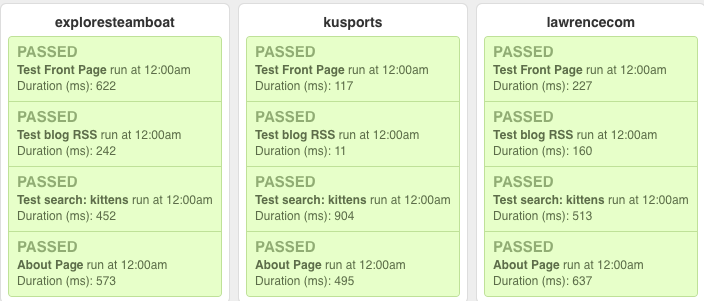 exploresteamboat
PASSED
Test Front Page run at 12:00am
Duration (ms): 622
PASSED
Test blog RSS run at 12:00am
Duration (ms): 242
PASSED
Test search: kittens run at 12:00am
Duration (ms): 452
PASSED
About Page run at 12:00am
Duration (ms): 573
kusports
PASSED
Test Front Page run at 12:00am
Duration (ms): 117
PASSED
Test blog RSS run at 12:00am
Duration (ms): 11
PASSED
Test search: kittens run at 12:00am
Duration (ms): 904
PASSED
About Page run at 12:00am
Duration (ms): 495
lawrencecom
PASSED
Test Front Page run at 12:00am
Duration (ms): 227
PASSED
Test blog RSS run at 12:00am
Duration (ms): 160
PASSED
Test search: kittens run at 12:00am
Duration (ms): 513
PASSED
About Page run at 12:00am
Duration (ms): 637